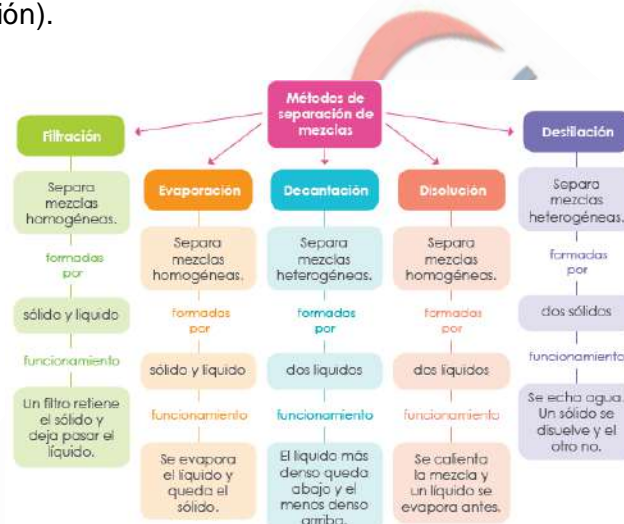 ión).
Métodos de
separación de
mezclas
Filtración
Separa
mezclas
homogéneas.
formadas
por
sólido y líquido
funcionamiento
Un filtro retiene
el sólido y
deja pasar el
líquido.
Evaporación
Separa
mezclas
homogéneas.
formadas
por
sólido y líquido
funcionamiento
Se evapora
el líquido y
queda el
sólido.
Decantación
Separa
mezclas
heterogéneas.
formadas
por
dos líquidos
funcionamiento
El líquido más
denso queda
abajo y el
menos denso
arriba.
Disolución
Separa
mezclas
homogéneas.
formadas
por
dos líquidos
funcionamiento
Se calienta
la mezcla y
un líquido se
evapora antes.
Destilación
Separa
mezclas
heterogéneas.
formadas
por
dos sólidos
funcionamiento
Se echa agua.
Un sólido se
disuelve y el
otro no.